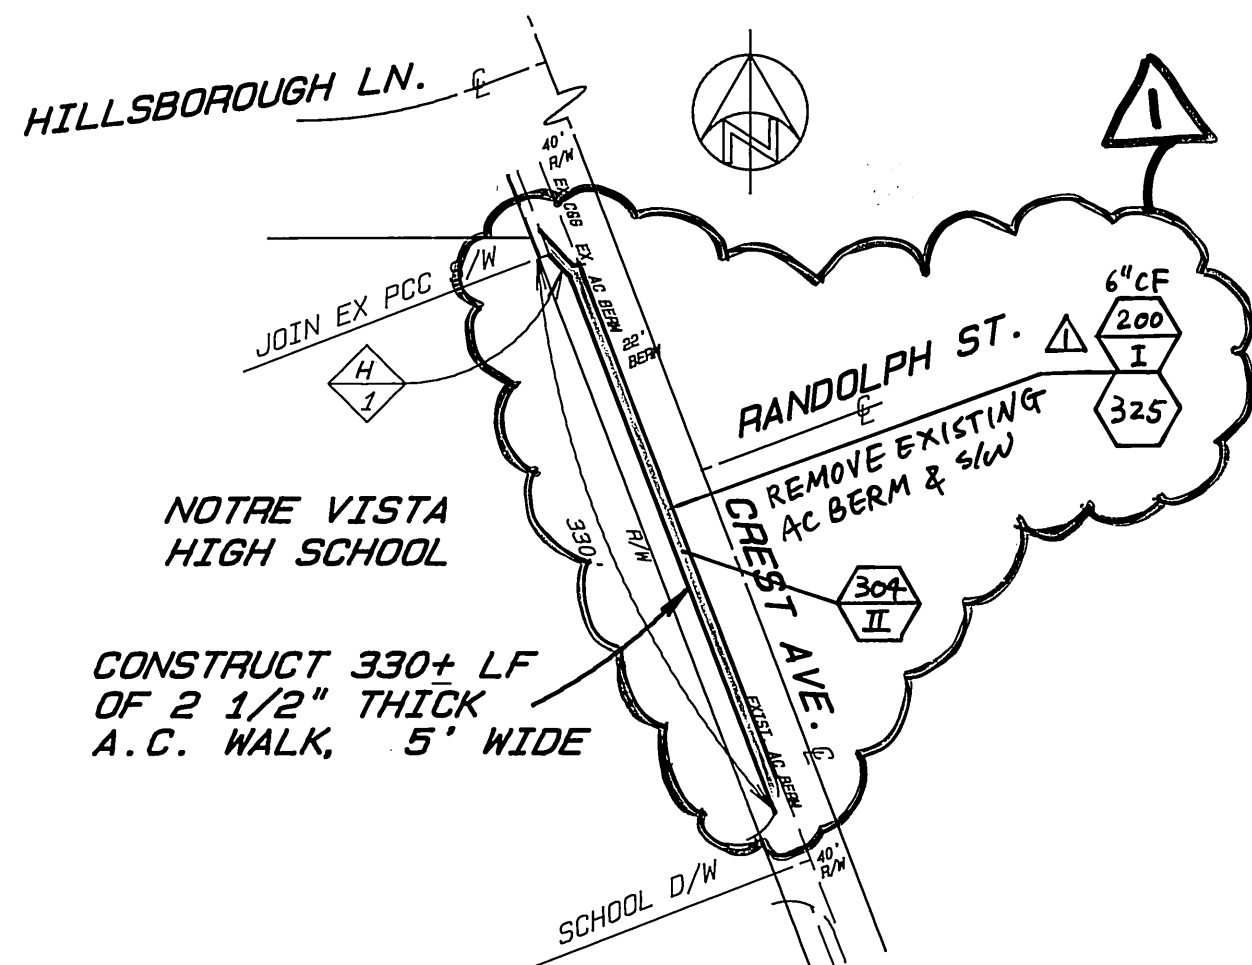 HILLSBOROUGH LN. ℄
N
1
40'
R/W
EX C&G
EX. AC BERM
22'
BERM
JOIN EX PCC S/W
H
1
6" CF
200
I
325
1
RANDOLPH ST.
℄
REMOVE EXISTING
AC BERM & S/W
NOTRE VISTA
HIGH SCHOOL
330'
R/W
CREST AVE. ℄
304
II
CONSTRUCT 330± LF
OF 2 1/2" THICK
A.C. WALK, 5' WIDE
EXIST. AC BERM
40'
R/W
SCHOOL D/W